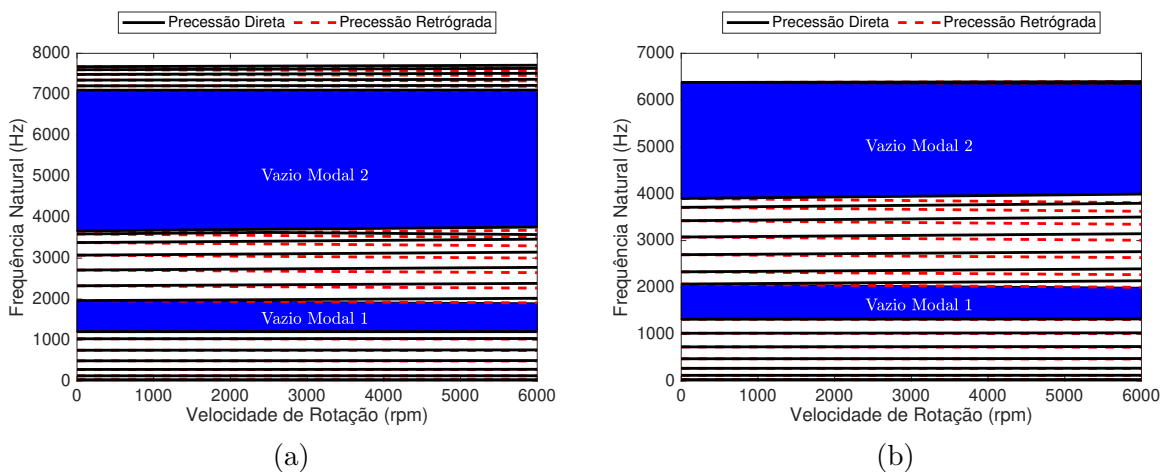 Precessão Direta Precessão Retrógrada
8000
7000
6000
5000
4000
3000
2000
1000
0
Frequência Natural (Hz)
Vazio Modal 2
Vazio Modal 1
0 1000 2000 3000 4000 5000 6000
Velocidade de Rotação (rpm)
(a)
Precessão Direta Precessão Retrógrada
7000
6000
5000
4000
3000
2000
1000
0
Frequência Natural (Hz)
Vazio Modal 2
Vazio Modal 1
0 1000 2000 3000 4000 5000 6000
Velocidade de Rotação (rpm)
(b)